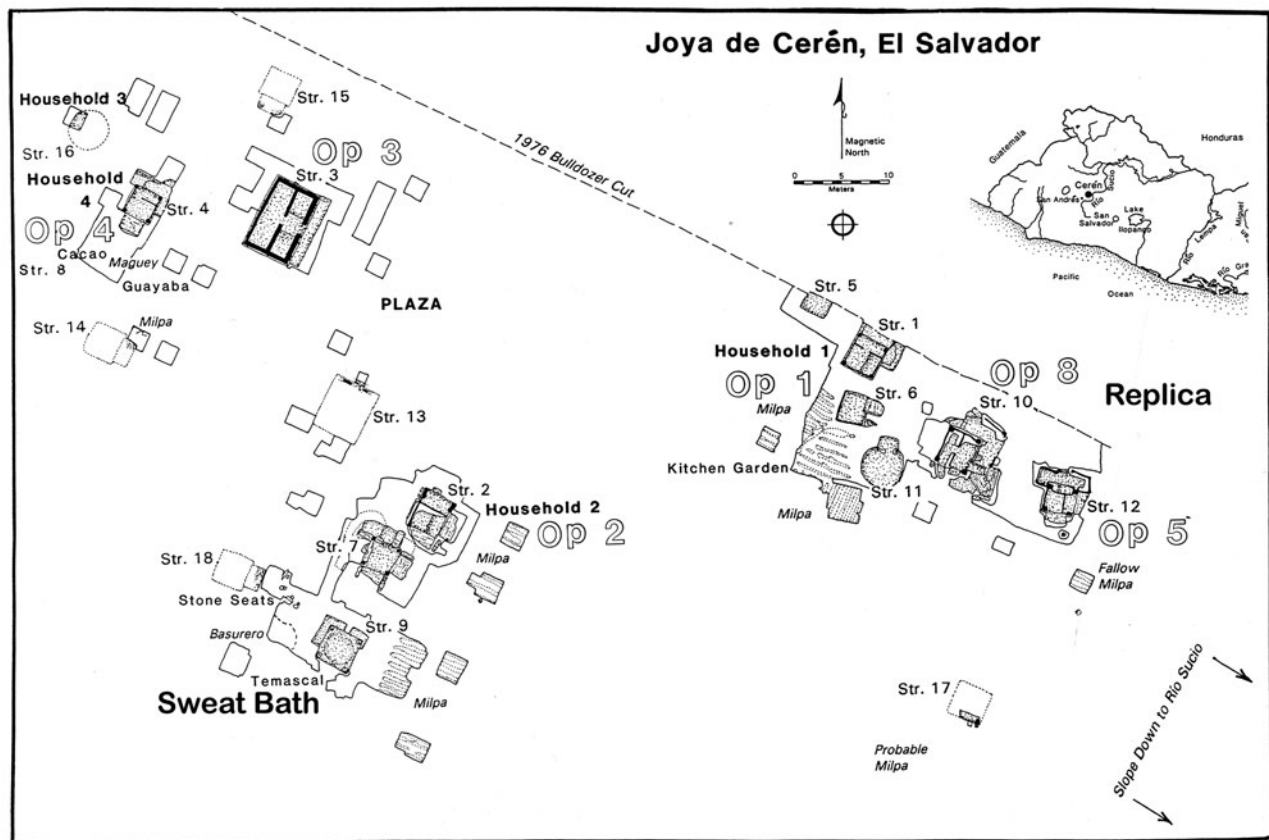 Joya de Cerén, El Salvador
Household 3
Str. 16
Str. 15
Op 3
Str. 3
Household
4
Str. 4
Op 4
Cacao
Str. 8
Maguey
Guayaba
Str. 14
Milpa
PLAZA
1976 Bulldozer Cut
Magnetic
North
0 5 10
Meters
Guatemala
Honduras
Cerén
San Andrés
Río
Sucio
San
Salvador
Lake
Ilopango
Río
Lempa
Río
Miguel
Pacific
Ocean
Str. 13
Str. 2
Household 2
Op 2
Str. 7
Milpa
Str. 18
Stone Seats
Str. 9
Basurero
Temascal
Sweat Bath
Milpa
Str. 5
Str. 1
Household 1
Op 1
Op 8
Str. 10
Replica
Str. 6
Milpa
Kitchen Garden
Str. 11
Milpa
Str. 12
Op 5
Fallow
Milpa
Str. 17
Probable
Milpa
Slope Down to Río Sucio